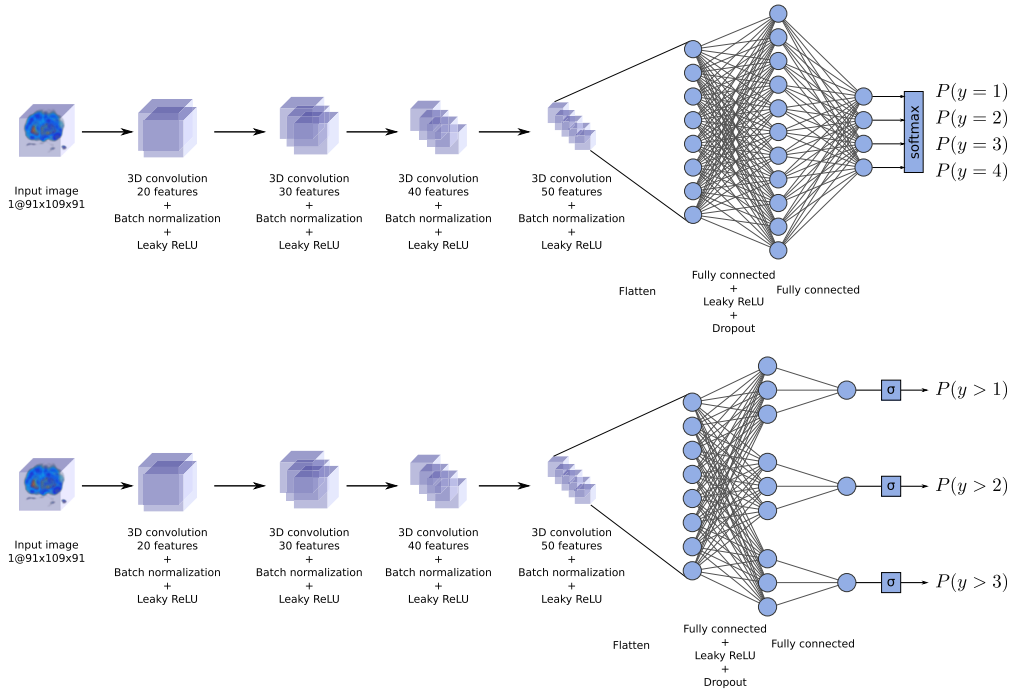 Input image
1@91x109x91
3D convolution
20 features
+
Batch normalization
+
Leaky ReLU
3D convolution
30 features
+
Batch normalization
+
Leaky ReLU
3D convolution
40 features
+
Batch normalization
+
Leaky ReLU
3D convolution
50 features
+
Batch normalization
+
Leaky ReLU
Flatten
Fully connected
+
Leaky ReLU
+
Dropout
Fully connected
softmax
P(y = 1)
P(y = 2)
P(y = 3)
P(y = 4)
Input image
1@91x109x91
3D convolution
20 features
+
Batch normalization
+
Leaky ReLU
3D convolution
30 features
+
Batch normalization
+
Leaky ReLU
3D convolution
40 features
+
Batch normalization
+
Leaky ReLU
3D convolution
50 features
+
Batch normalization
+
Leaky ReLU
Flatten
Fully connected
+
Leaky ReLU
+
Dropout
Fully connected
σ
P(y > 1)
σ
P(y > 2)
σ
P(y > 3)